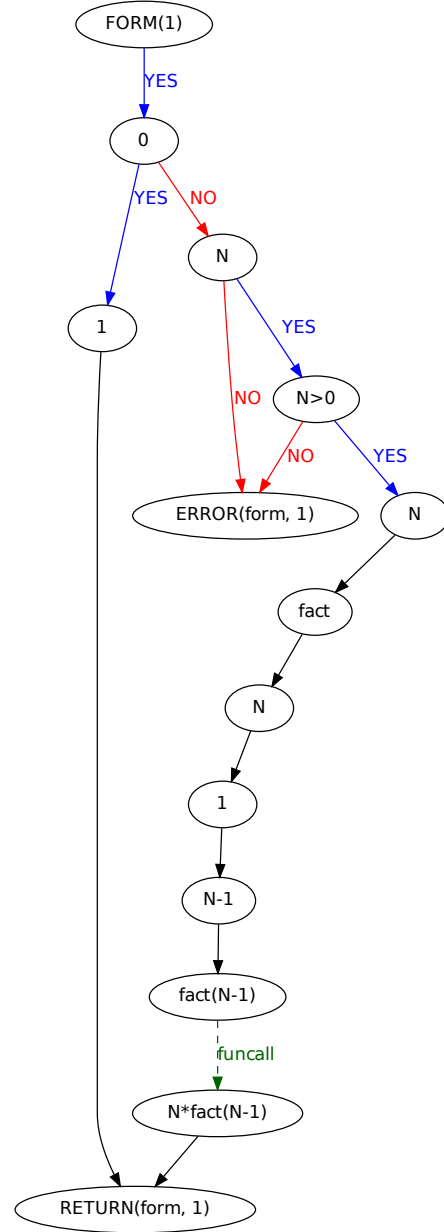 FORM(1)
YES
0
YES
NO
N
1
YES
NO
N>0
NO
YES
ERROR(form, 1)
N
fact
N
1
N-1
fact(N-1)
funcall
N*fact(N-1)
RETURN(form, 1)